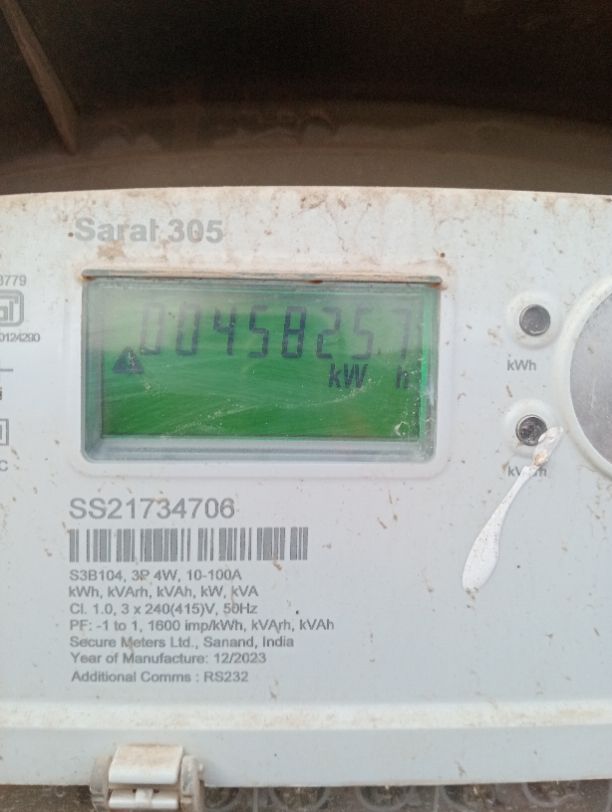 Saral 305
00458257
kW h
kWh
SS21734706
S3B104, 3P 4W, 10-100A
kWh, kVArh, kVAh, kW, kVA
Cl. 1.0, 3 x 240(415)V, 50Hz
PF: -1 to 1, 1600 imp/kWh, kVArh, kVAh
Secure Meters Ltd., Sanand, India
Year of Manufacture: 12/2023
Additional Comms : RS232